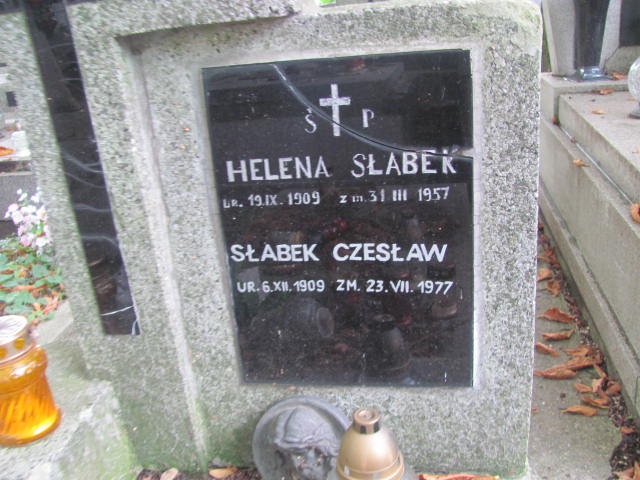 Ś P
HELENA SŁABEK
UR. 19.IX.1909 zm. 31 III 1957
SŁABEK CZESŁAW
UR. 6.XII.1909 ZM. 23.VII.1977